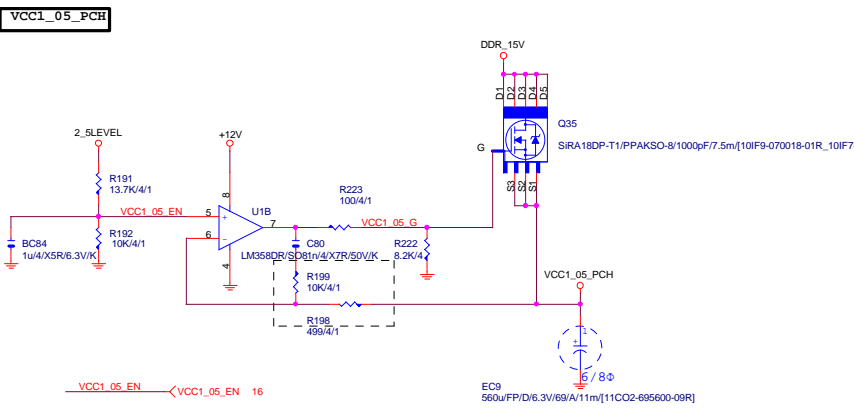 VCC1_05_PCH
DDR_15V
D1
D2
D3
D4
D5
Q35
SiRA18DP-T1/PPAKSO-8/1000pF/7.5m/[10IF9-070018-01R_10IF7
G
S3
S2
S1
2_5LEVEL
+12V
R191
13.7K/4/1
VCC1_05_EN
R192
10K/4/1
BC84
1u/4/X5R/6.3V/K
8
5
+
6
-
4
U1B
7
LM358DR/SO8
R223
100/4/1
VCC1_05_G
C80
1n/4/X7R/50V/K
R222
8.2K/4
R199
10K/4/1
R198
499/4/1
VCC1_05_PCH
1
+
6/8Φ
EC9
560u/FP/D/6.3V/69/A/11m/[11CO2-695600-09R]
VCC1_05_EN
VCC1_05_EN 16